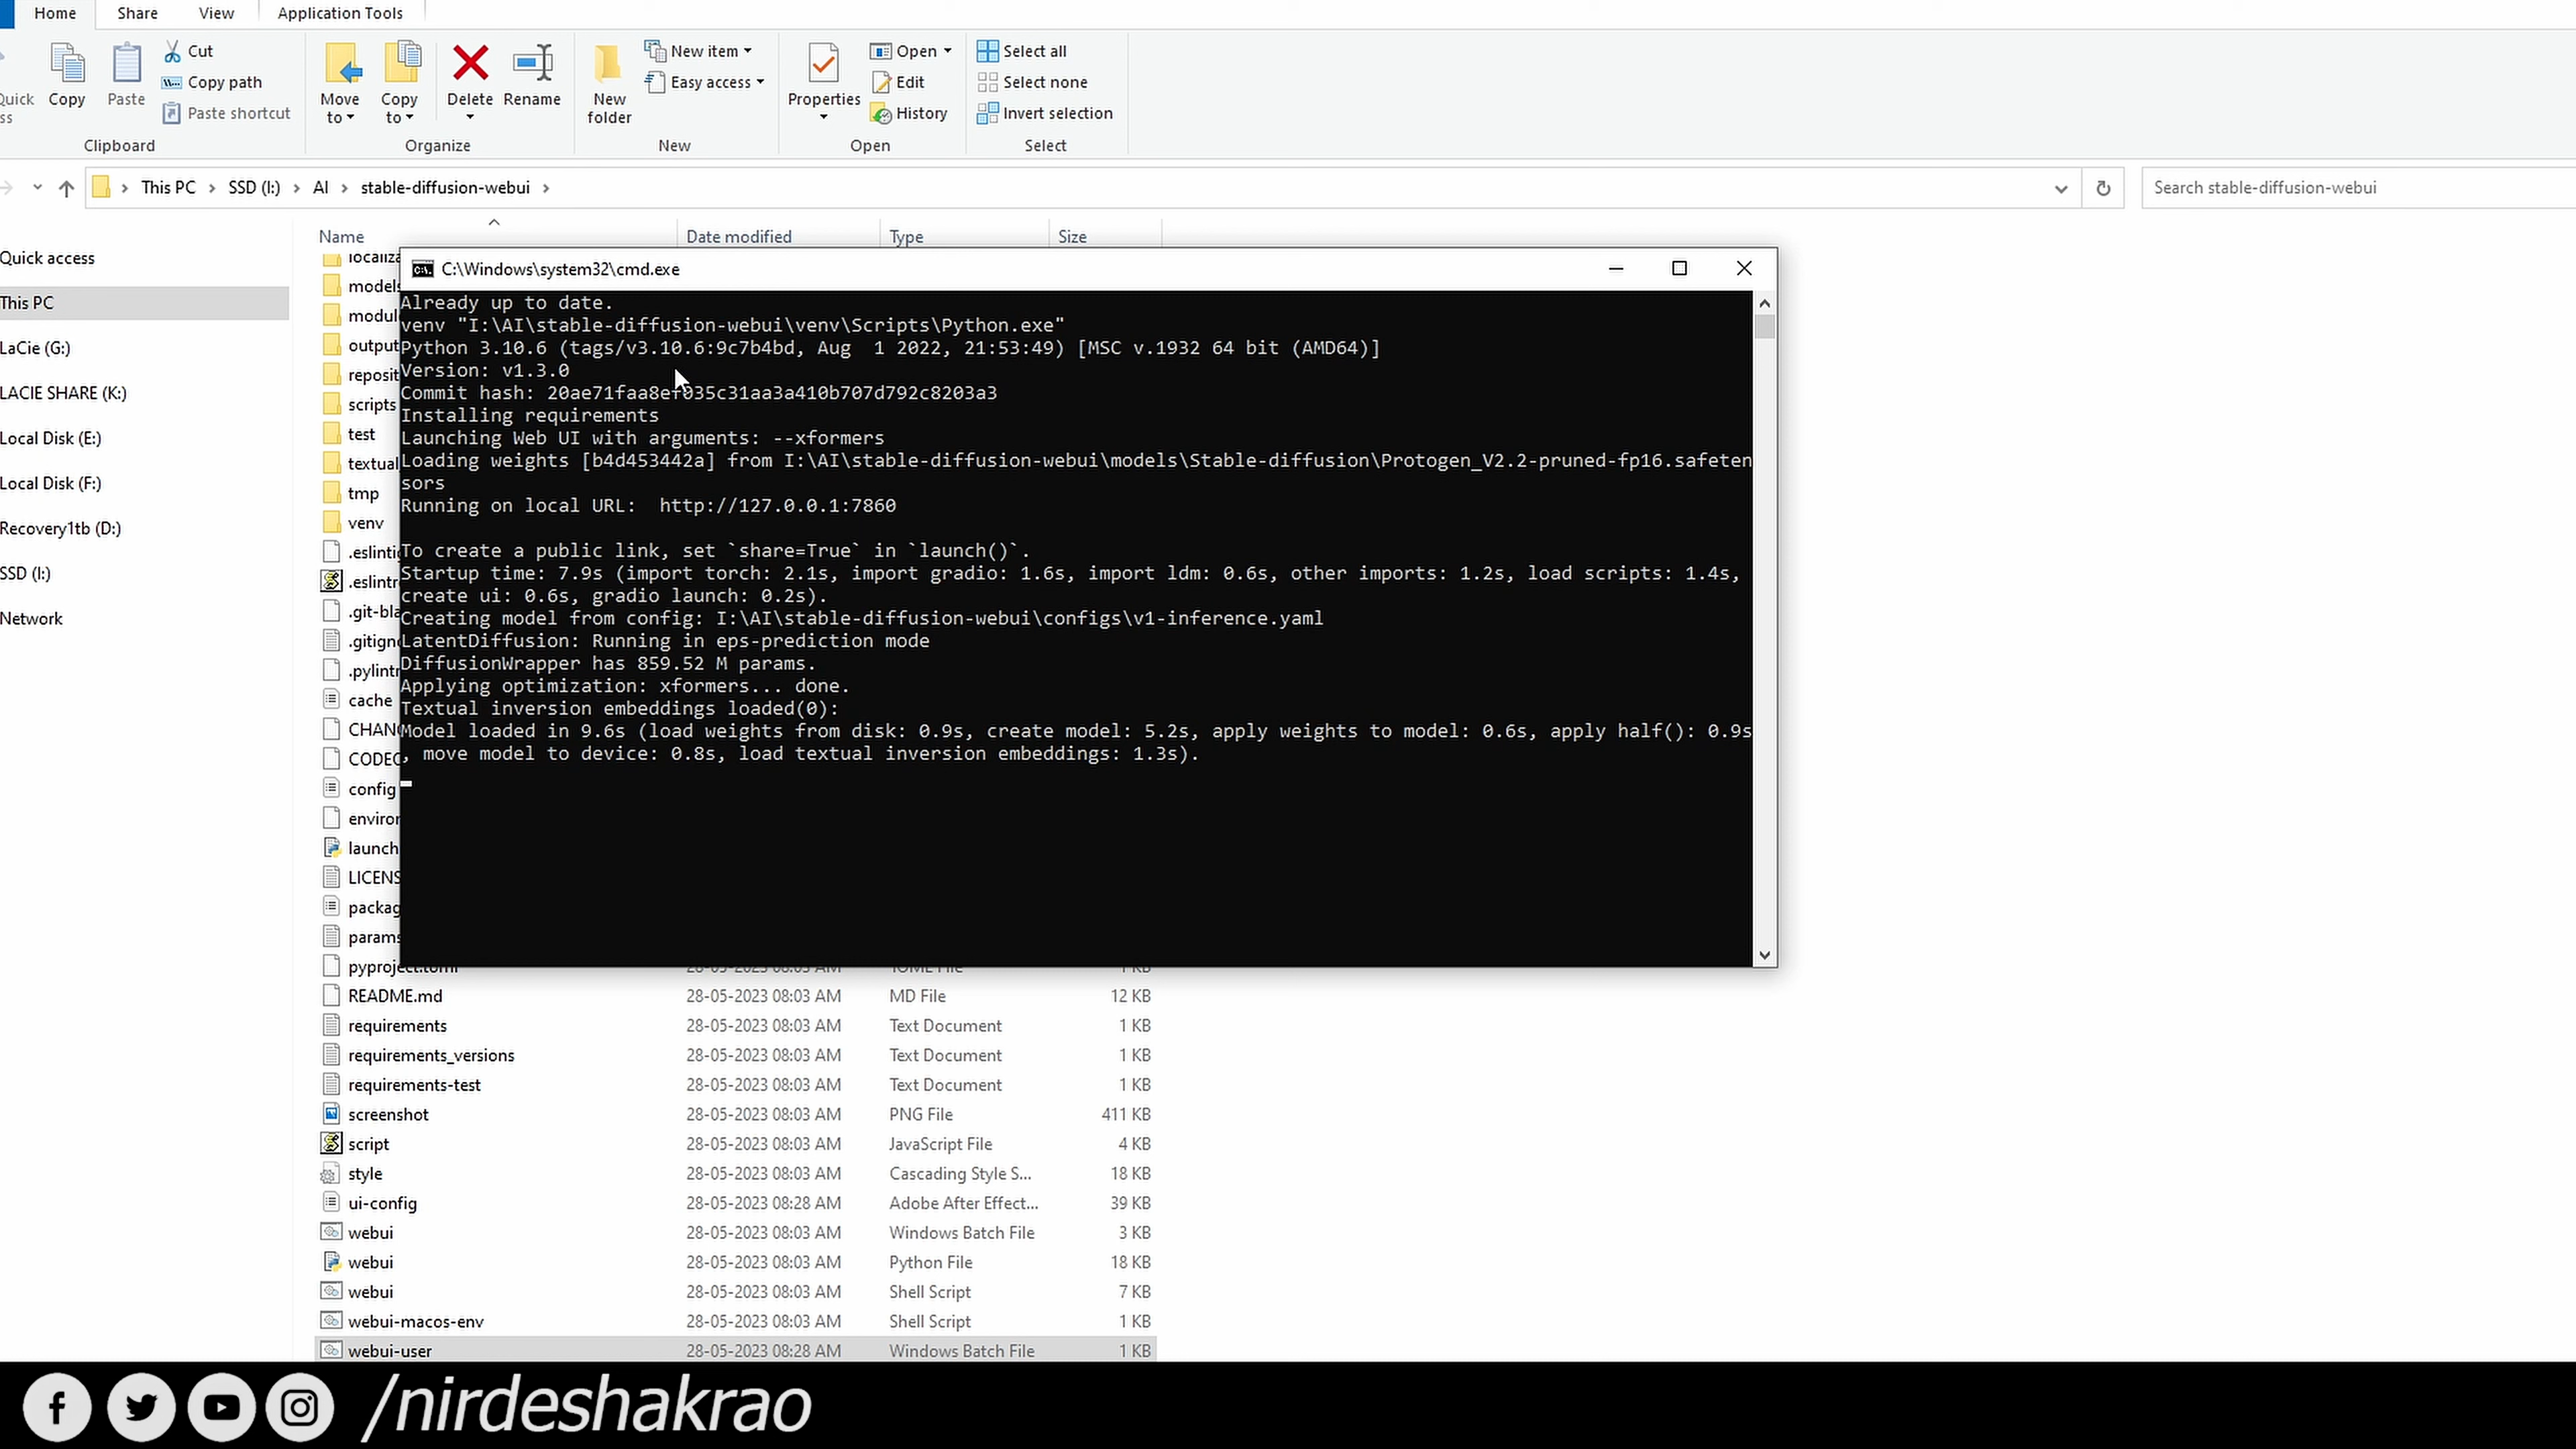 Home Share View Application Tools
Cut
Copy path
Paste shortcut
Copy Paste
Move to
Copy to
Delete Rename
New folder
New item
Easy access
Properties
Open
Edit
History
Select all
Select none
Invert selection
Clipboard Organize New Open Select
This PC SSD (I:) AI stable-diffusion-webui
Search stable-diffusion-webui
Name Date modified Type Size
Quick access
This PC
LaCie (G:)
LACIE SHARE (K:)
Local Disk (E:)
Local Disk (F:)
Recovery1tb (D:)
SSD (I:)
Network
models
modul
output
reposit
scripts
test
textual
tmp
venv
.eslinti
.eslintr
.git-bla
.gitign
.pylintr
cache
CHAN
CODEO
config
environ
launch
LICENS
packag
params
C:\Windows\system32\cmd.exe
Already up to date.
venv "I:\AI\stable-diffusion-webui\venv\Scripts\Python.exe"
Python 3.10.6 (tags/v3.10.6:9c7b4bd, Aug  1 2022, 21:53:49) [MSC v.1932 64 bit (AMD64)]
Version: v1.3.0
Commit hash: 20ae71faa8ef035c31aa3a410b707d792c8203a3
Installing requirements
Launching Web UI with arguments: --xformers
Loading weights [b4d453442a] from I:\AI\stable-diffusion-webui\models\Stable-diffusion\Protogen_V2.2-pruned-fp16.safeten
sors
Running on local URL:  http://127.0.0.1:7860
To create a public link, set `share=True` in `launch()`.
Startup time: 7.9s (import torch: 2.1s, import gradio: 1.6s, import ldm: 0.6s, other imports: 1.2s, load scripts: 1.4s,
create ui: 0.6s, gradio launch: 0.2s).
Creating model from config: I:\AI\stable-diffusion-webui\configs\v1-inference.yaml
LatentDiffusion: Running in eps-prediction mode
DiffusionWrapper has 859.52 M params.
Applying optimization: xformers... done.
Textual inversion embeddings loaded(0):
Model loaded in 9.6s (load weights from disk: 0.9s, create model: 5.2s, apply weights to model: 0.6s, apply half(): 0.9s
, move model to device: 0.8s, load textual inversion embeddings: 1.3s).
README.md 28-05-2023 08:03 AM MD File 12 KB
requirements 28-05-2023 08:03 AM Text Document 1 KB
requirements_versions 28-05-2023 08:03 AM Text Document 1 KB
requirements-test 28-05-2023 08:03 AM Text Document 1 KB
screenshot 28-05-2023 08:03 AM PNG File 411 KB
script 28-05-2023 08:03 AM JavaScript File 4 KB
style 28-05-2023 08:03 AM Cascading Style S... 18 KB
ui-config 28-05-2023 08:28 AM Adobe After Effect... 39 KB
webui 28-05-2023 08:03 AM Windows Batch File 3 KB
webui 28-05-2023 08:03 AM Python File 18 KB
webui 28-05-2023 08:03 AM Shell Script 7 KB
webui-macos-env 28-05-2023 08:03 AM Shell Script 1 KB
webui-user 28-05-2023 08:28 AM Windows Batch File 1 KB
/nirdeshakrao